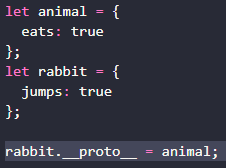 let animal = {
  eats: true
};
let rabbit = {
  jumps: true
};

rabbit.__proto__ = animal;